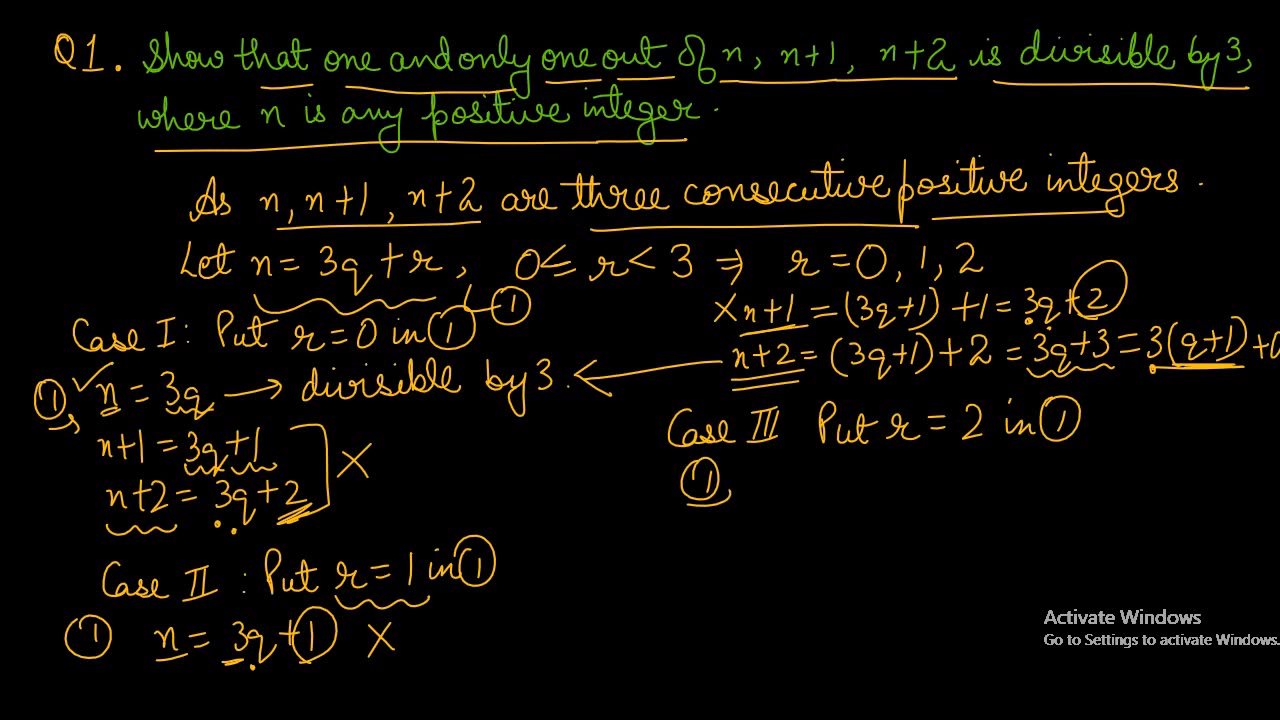 Q1. Show that one and only one out of n, n+1, n+2 is divisible by 3,
where n is any positive integer.
As n, n+1, n+2 are three consecutive positive integers.
Let n = 3q + r, 0 ≤ r < 3 ⇒ r = 0, 1, 2
①
Case I: Put r = 0 in ①
① ✓ n = 3q → divisible by 3.
n+1 = 3q+1
n+2 = 3q+2 ] X
Case II : Put r = 1 in ①
① n = 3q+1 X
X n+1 = (3q+1) +1 = 3q+2
n+2 = (3q+1)+2 = 3q+3 = 3(q+1)+0
Case III Put r = 2 in ①
①
Activate Windows
Go to Settings to activate Windows.